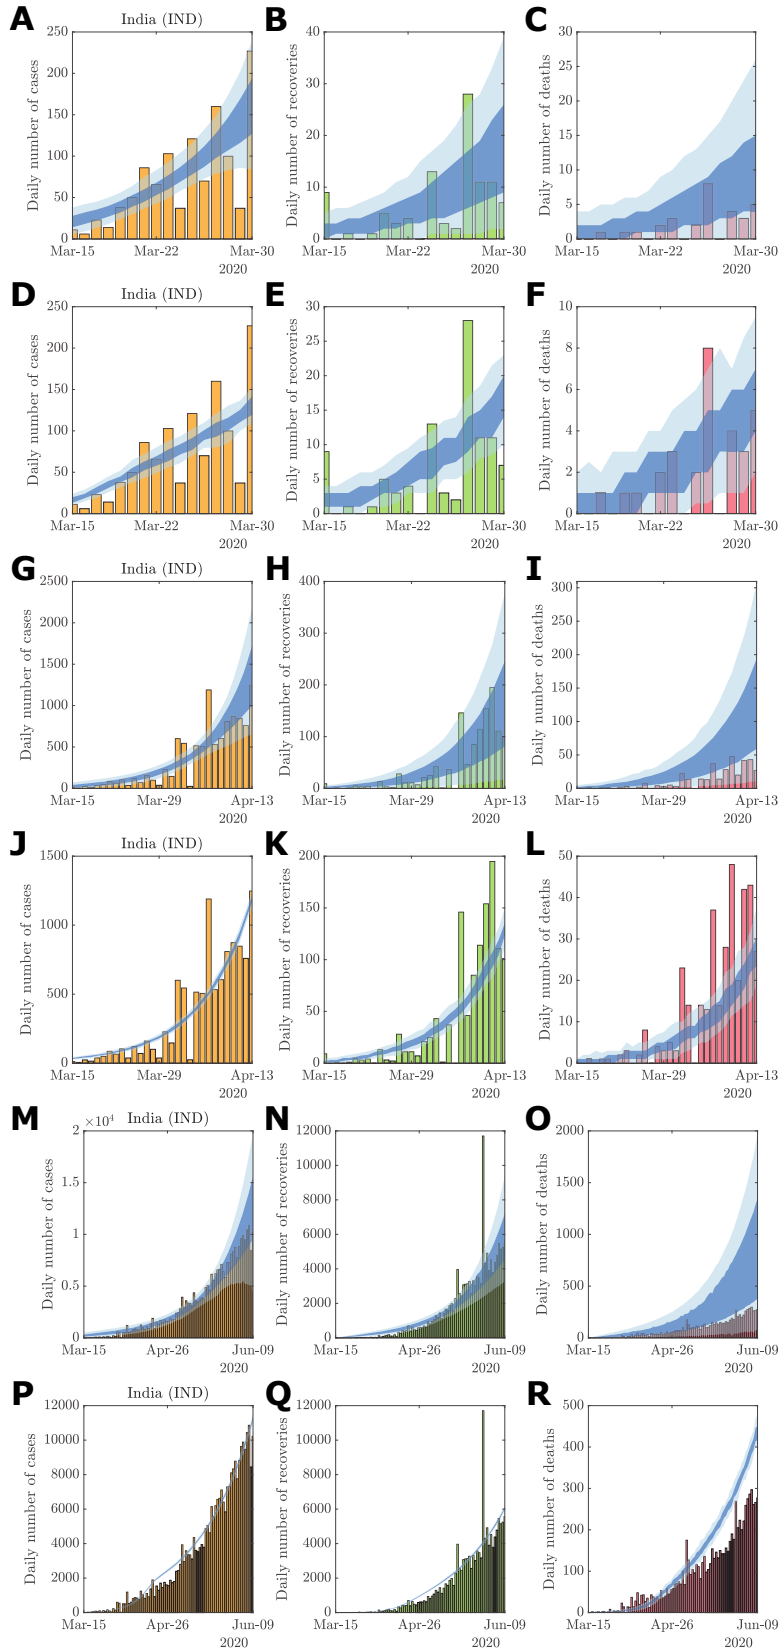 A B C
India (IND)
Daily number of cases
250
200
150
100
50
0
Mar-15 Mar-22 Mar-30
2020
Daily number of recoveries
40
30
20
10
0
Mar-15 Mar-22 Mar-30
2020
Daily number of deaths
30
25
20
15
10
5
0
Mar-15 Mar-22 Mar-30
2020
D E F
India (IND)
Daily number of cases
250
200
150
100
50
0
Mar-15 Mar-22 Mar-30
2020
Daily number of recoveries
30
25
20
15
10
5
0
Mar-15 Mar-22 Mar-30
2020
Daily number of deaths
10
8
6
4
2
0
Mar-15 Mar-22 Mar-30
2020
G H I
India (IND)
Daily number of cases
2500
2000
1500
1000
500
0
Mar-15 Mar-29 Apr-13
2020
Daily number of recoveries
400
300
200
100
0
Mar-15 Mar-29 Apr-13
2020
Daily number of deaths
300
250
200
150
100
50
0
Mar-15 Mar-29 Apr-13
2020
J K L
India (IND)
Daily number of cases
1500
1000
500
0
Mar-15 Mar-29 Apr-13
2020
Daily number of recoveries
200
150
100
50
0
Mar-15 Mar-29 Apr-13
2020
Daily number of deaths
50
40
30
20
10
0
Mar-15 Mar-29 Apr-13
2020
M N O
×10⁴ India (IND)
Daily number of cases
2
1.5
1
0.5
0
Mar-15 Apr-26 Jun-09
2020
Daily number of recoveries
12000
10000
8000
6000
4000
2000
0
Mar-15 Apr-26 Jun-09
2020
Daily number of deaths
2000
1500
1000
500
0
Mar-15 Apr-26 Jun-09
2020
P Q R
India (IND)
Daily number of cases
12000
10000
8000
6000
4000
2000
0
Mar-15 Apr-26 Jun-09
2020
Daily number of recoveries
12000
10000
8000
6000
4000
2000
0
Mar-15 Apr-26 Jun-09
2020
Daily number of deaths
500
400
300
200
100
0
Mar-15 Apr-26 Jun-09
2020